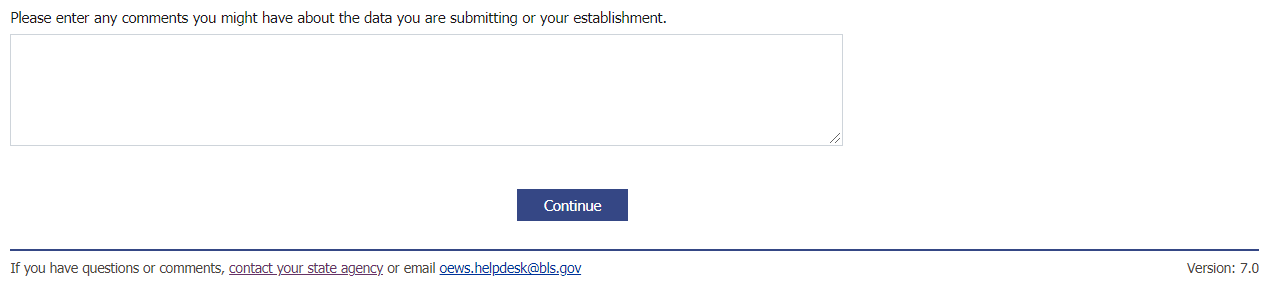 Please enter any comments you might have about the data you are submitting or your establishment.
Continue
If you have questions or comments, contact your state agency or email oews.helpdesk@bls.gov
Version: 7.0